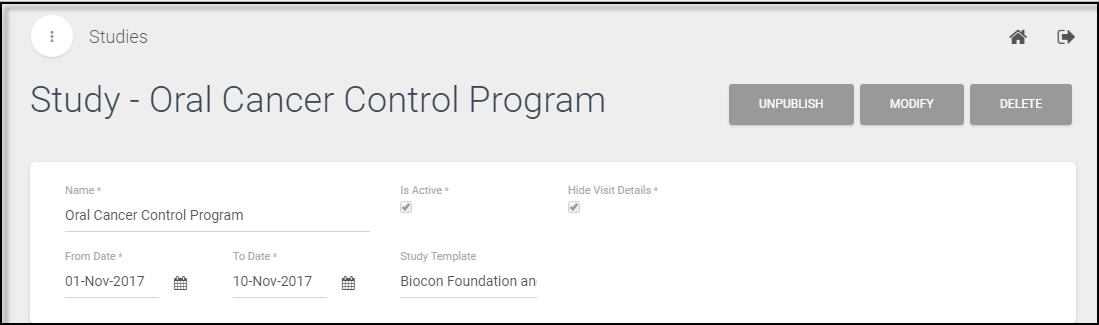 Studies
Study - Oral Cancer Control Program
UNPUBLISH MODIFY DELETE
Name * Is Active * Hide Visit Details *
Oral Cancer Control Program
From Date * To Date * Study Template
01-Nov-2017 10-Nov-2017 Biocon Foundation an